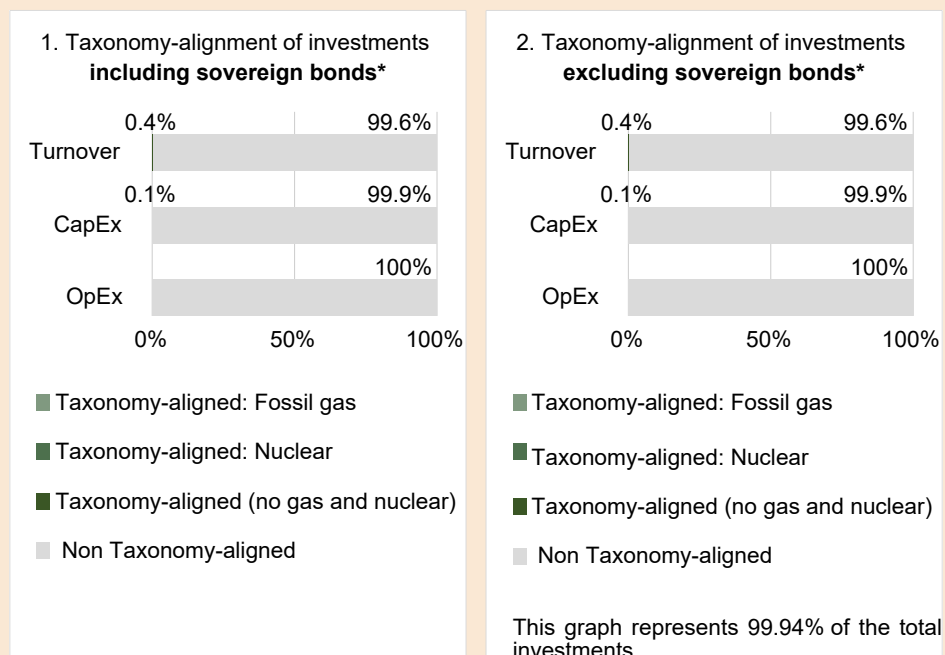 1. Taxonomy-alignment of investments
including sovereign bonds*
0.4% 99.6%
Turnover
0.1% 99.9%
CapEx
100%
OpEx
0% 50% 100%
Taxonomy-aligned: Fossil gas
Taxonomy-aligned: Nuclear
Taxonomy-aligned (no gas and nuclear)
Non Taxonomy-aligned
2. Taxonomy-alignment of investments
excluding sovereign bonds*
0.4% 99.6%
Turnover
0.1% 99.9%
CapEx
100%
OpEx
0% 50% 100%
Taxonomy-aligned: Fossil gas
Taxonomy-aligned: Nuclear
Taxonomy-aligned (no gas and nuclear)
Non Taxonomy-aligned
This graph represents 99.94% of the total
investments